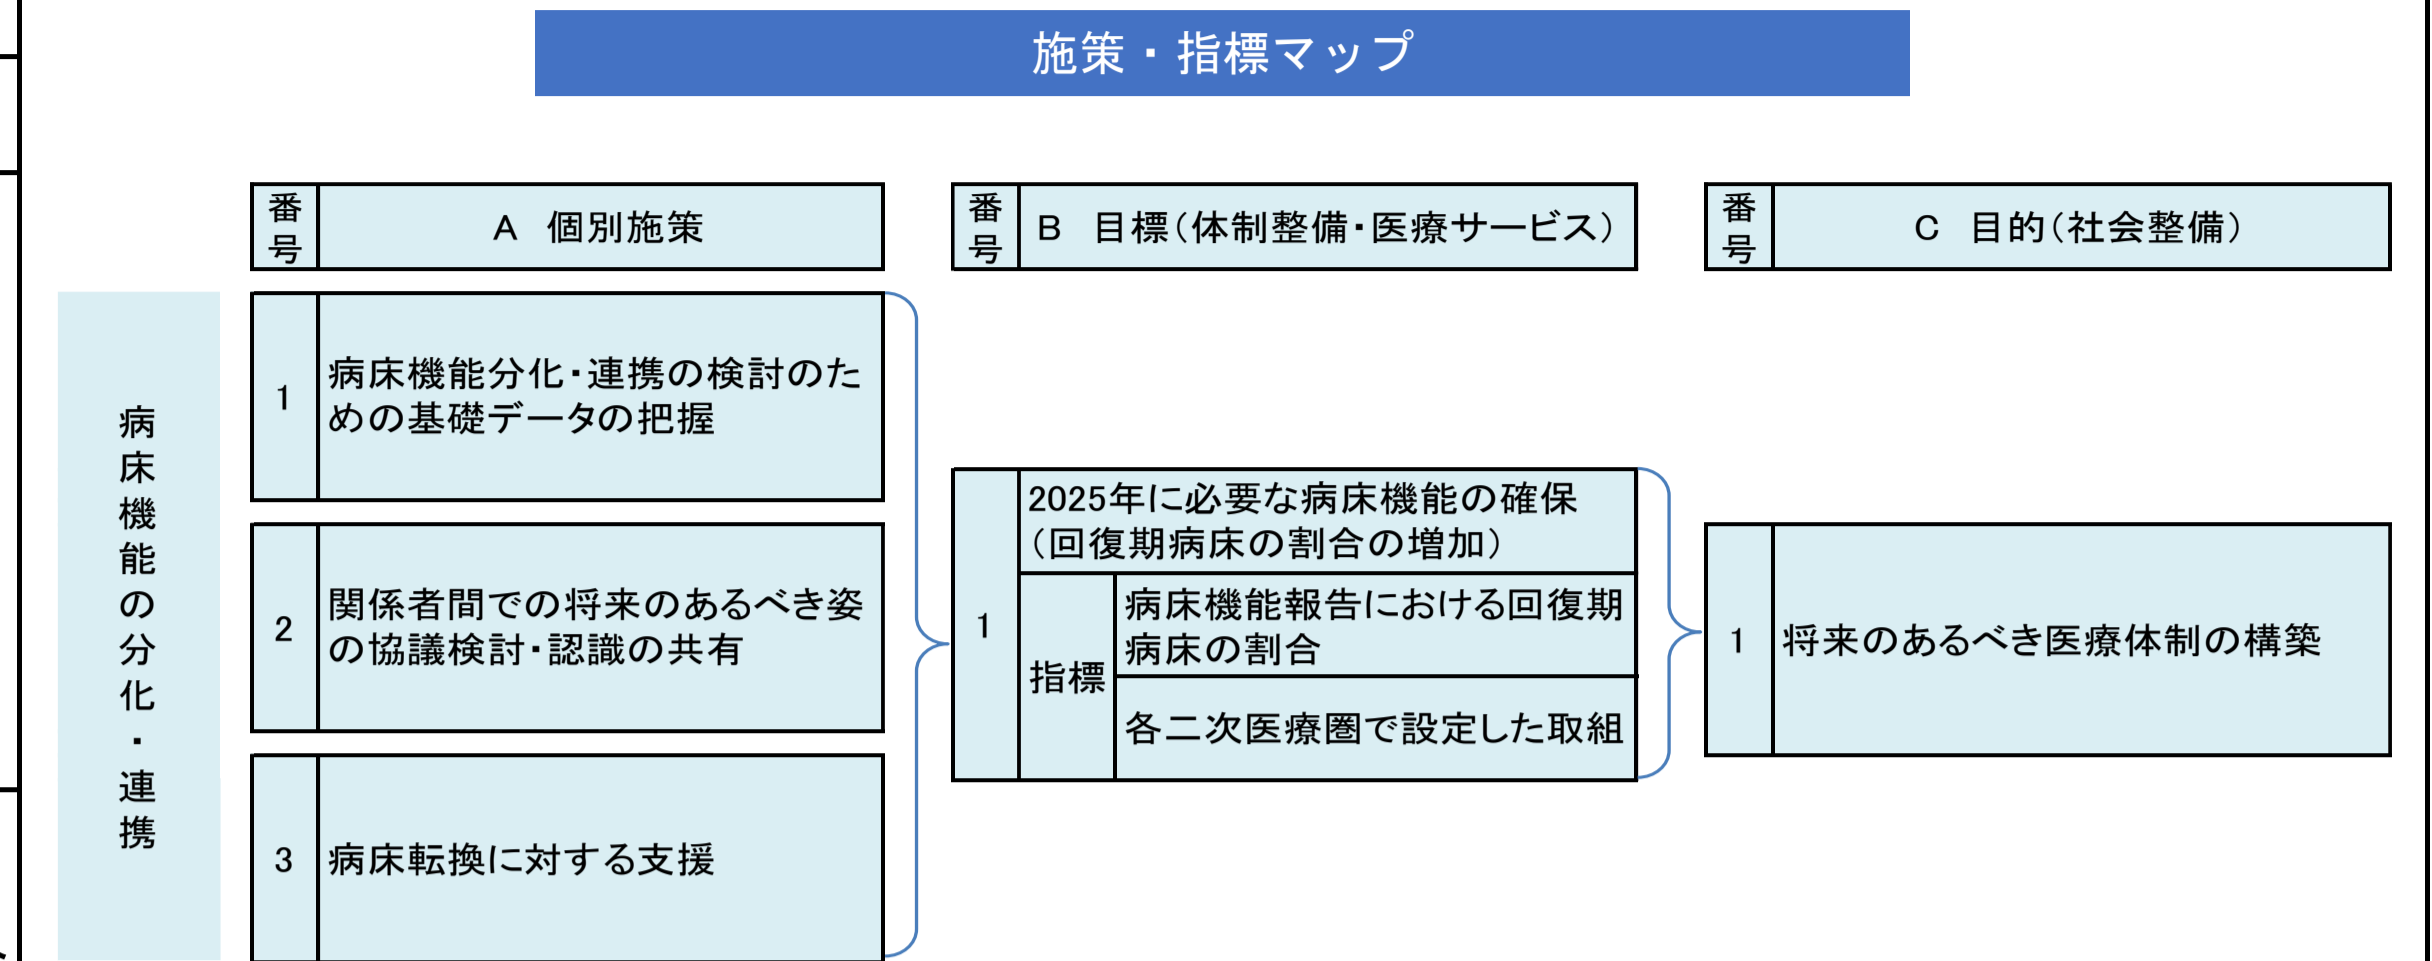 施策・指標マップ
番号
A 個別施策
番号
B 目標(体制整備・医療サービス)
番号
C 目的(社会整備)
病床機能の分化・連携
1
病床機能分化・連携の検討のた
めの基礎データの把握
2
関係者間での将来のあるべき姿
の協議検討・認識の共有
3
病床転換に対する支援
1
2025年に必要な病床機能の確保
(回復期病床の割合の増加)
指標
病床機能報告における回復期
病床の割合
各二次医療圏で設定した取組
1
将来のあるべき医療体制の構築